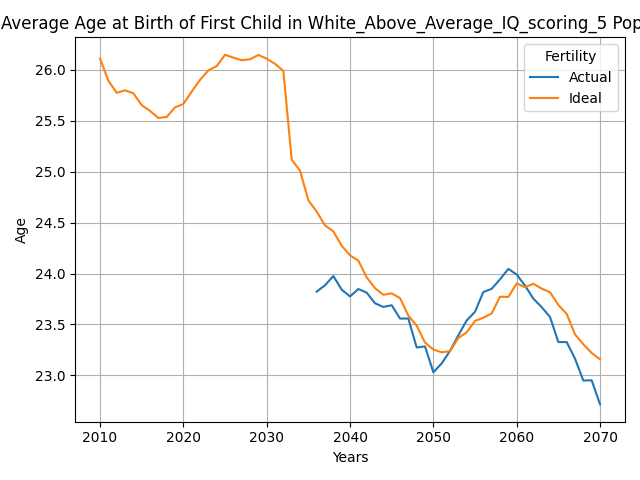 Average Age at Birth of First Child in White_Above_Average_IQ_scoring_5 Pop
Fertility
Actual
Ideal
26.0
25.5
25.0
24.5
24.0
23.5
23.0
Age
2010 2020 2030 2040 2050 2060 2070
Years